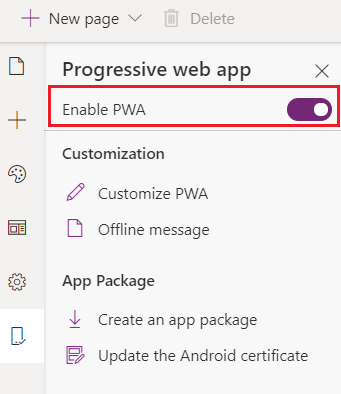 New page
Delete
Progressive web app
Enable PWA
Customization
Customize PWA
Offline message
App Package
Create an app package
Update the Android certificate